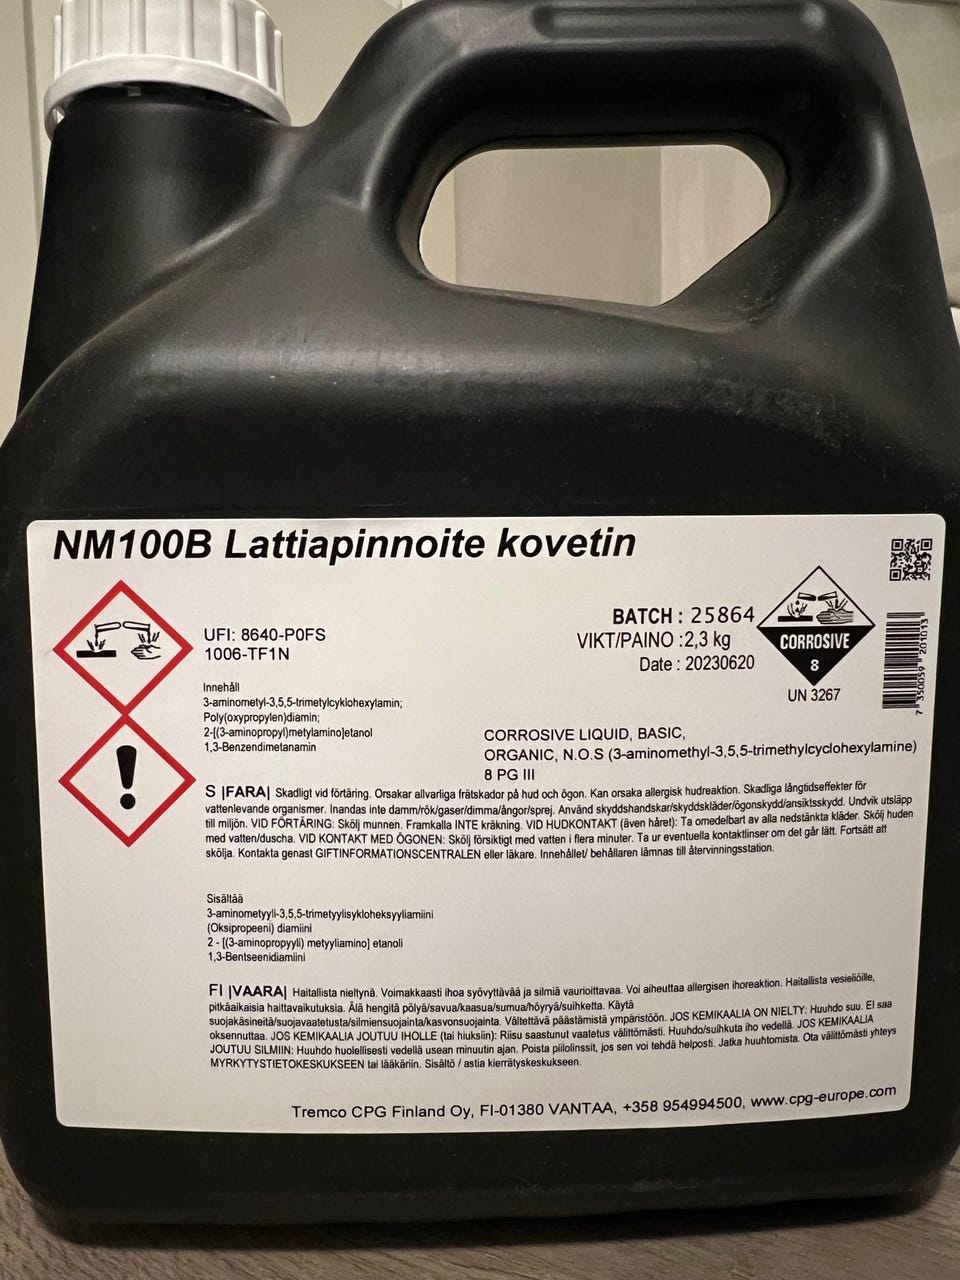 NM100B Lattiapinnoite kovetin
UFI: 8640-P0FS
1006-TF1N
BATCH : 25864
VIKT/PAINO :2,3 kg
Date : 20230620
CORROSIVE
8
UN 3267
7 350059 201013
Innehåll
3-aminometyl-3,5,5-trimetylcyklohexylamin;
Poly(oxypropylen)diamin;
2-[(3-aminopropyl)metylamino]etanol
1,3-Benzendimetanamin
CORROSIVE LIQUID, BASIC,
ORGANIC, N.O.S (3-aminomethyl-3,5,5-trimethylcyclohexylamine)
8 PG III
S |FARA| Skadligt vid förtäring. Orsakar allvarliga frätskador på hud och ögon. Kan orsaka allergisk hudreaktion. Skadliga långtidseffekter för
vattenlevande organismer. Inandas inte damm/rök/gaser/dimma/ångor/sprej. Använd skyddshandskar/skyddskläder/ögonskydd/ansiktsskydd. Undvik utsläpp
till miljön. VID FÖRTÄRING: Skölj munnen. Framkalla INTE kräkning. VID HUDKONTAKT (även håret): Ta omedelbart av alla nedstänkta kläder. Skölj huden
med vatten/duscha. VID KONTAKT MED ÖGONEN: Skölj försiktigt med vatten i flera minuter. Ta ur eventuella kontaktlinser om det går lätt. Fortsätt att
skölja. Kontakta genast GIFTINFORMATIONSCENTRALEN eller läkare. Innehållet/ behållaren lämnas till återvinningsstation.
Sisältää
3-aminometyyli-3,5,5-trimetyylisykloheksyyliamiini
(Oksipropeeni) diamiini
2 - [(3-aminopropyyli) metyyliamino] etanoli
1,3-Bentseenidiamiini
FI |VAARA| Haitallista nieltynä. Voimakkaasti ihoa syövyttävää ja silmiä vaurioittavaa. Voi aiheuttaa allergisen ihoreaktion. Haitallista vesieliöille,
pitkäaikaisia haittavaikutuksia. Älä hengitä pölyä/savua/kaasua/sumua/höyryä/suihketta. Käytä
suojakäsineitä/suojavaatetusta/silmiensuojainta/kasvonsuojainta. Vältettävä päästämistä ympäristöön. JOS KEMIKAALIA ON NIELTY: Huuhdo suu. EI saa
oksennuttaa. JOS KEMIKAALIA JOUTUU IHOLLE (tai hiuksiin): Riisu saastunut vaatetus välittömästi. Huuhdo/suihkuta iho vedellä. JOS KEMIKAALIA
JOUTUU SILMIIN: Huuhdo huolellisesti vedellä usean minuutin ajan. Poista piilolinssit, jos sen voi tehdä helposti. Jatka huuhtomista. Ota välittömästi yhteys
MYRKYTYSTIETOKESKUKSEEN tai lääkäriin. Sisältö / astia kierrätyskeskukseen.
Tremco CPG Finland Oy, FI-01380 VANTAA, +358 954994500, www.cpg-europe.com